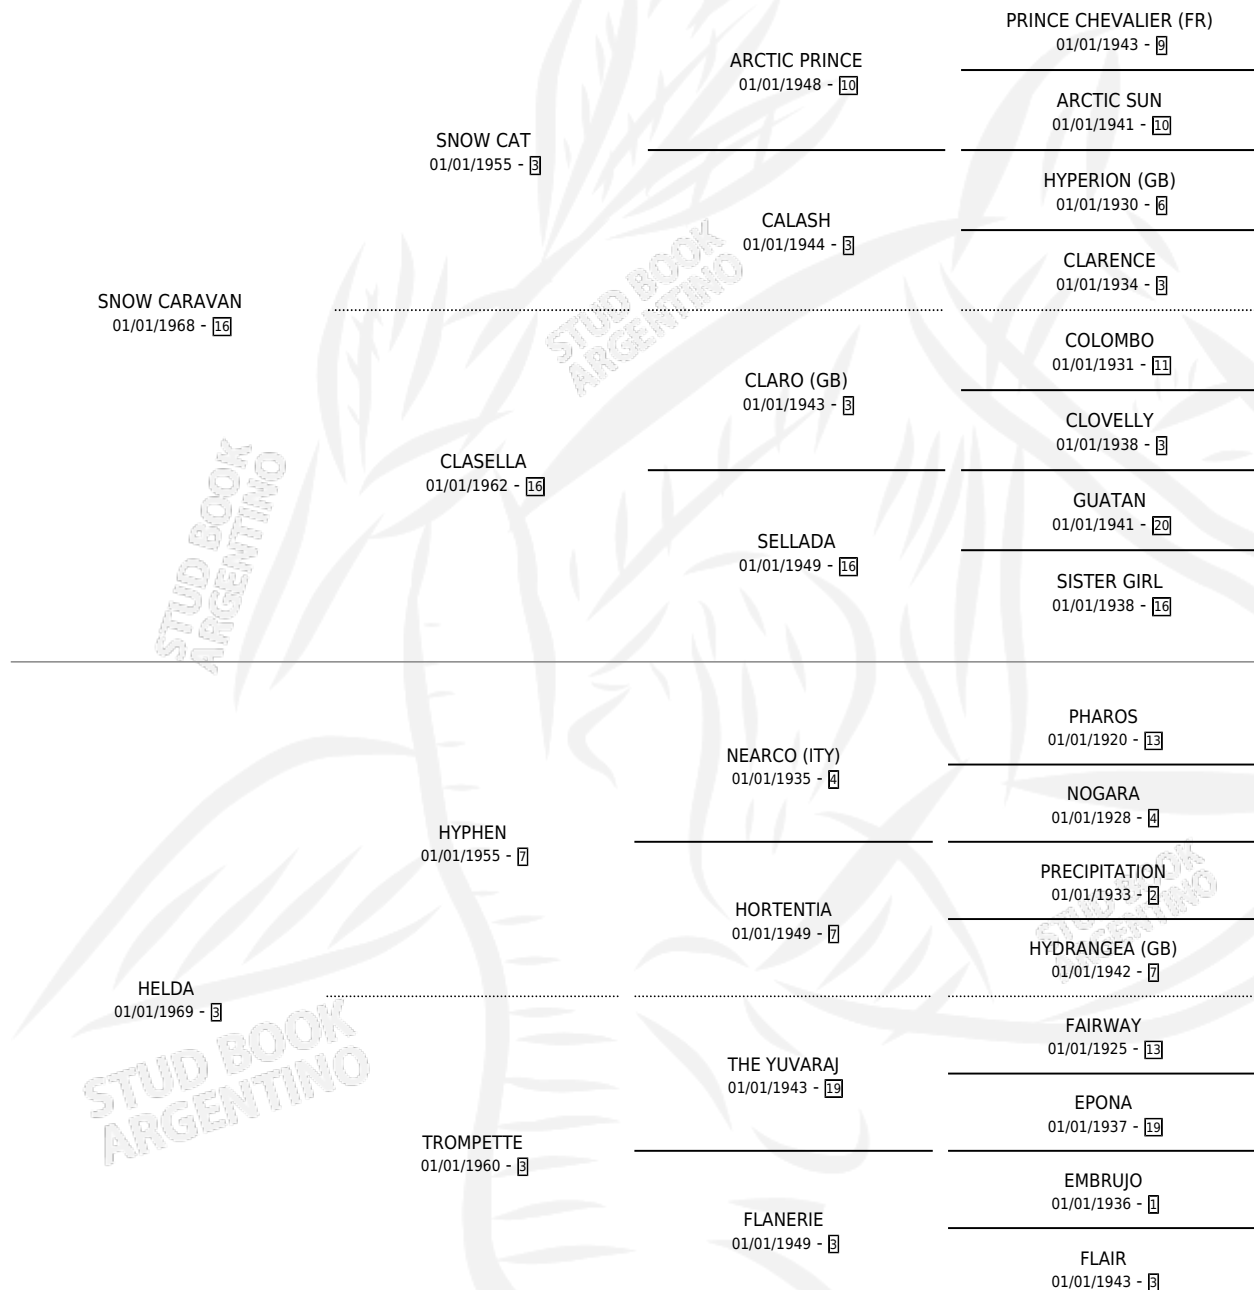 PRINCE CHEVALIER (FR)
01/01/1943 - 9
ARCTIC PRINCE
01/01/1948 - 10
ARCTIC SUN
01/01/1941 - 10
SNOW CAT
01/01/1955 - 3
HYPERION (GB)
01/01/1930 - 6
CALASH
01/01/1944 - 3
CLARENCE
01/01/1934 - 3
SNOW CARAVAN
01/01/1968 - 16
COLOMBO
01/01/1931 - 11
CLARO (GB)
01/01/1943 - 3
CLOVELLY
01/01/1938 - 3
CLASELLA
01/01/1962 - 16
GUATAN
01/01/1941 - 20
SELLADA
01/01/1949 - 16
SISTER GIRL
01/01/1938 - 16
PHAROS
01/01/1920 - 13
NEARCO (ITY)
01/01/1935 - 4
NOGARA
01/01/1928 - 4
HYPHEN
01/01/1955 - 7
PRECIPITATION
01/01/1933 - 2
HORTENTIA
01/01/1949 - 7
HYDRANGEA (GB)
01/01/1942 - 7
HELDA
01/01/1969 - 3
FAIRWAY
01/01/1925 - 13
THE YUVARAJ
01/01/1943 - 19
EPONA
01/01/1937 - 19
TROMPETTE
01/01/1960 - 3
EMBRUJO
01/01/1936 - 1
FLANERIE
01/01/1949 - 3
FLAIR
01/01/1943 - 3
STUD BOOK
ARGENTINO
STUD BOOK
ARGENTINO
STUD BOOK
ARGENTINO
STUD BOOK
ARGENTINO